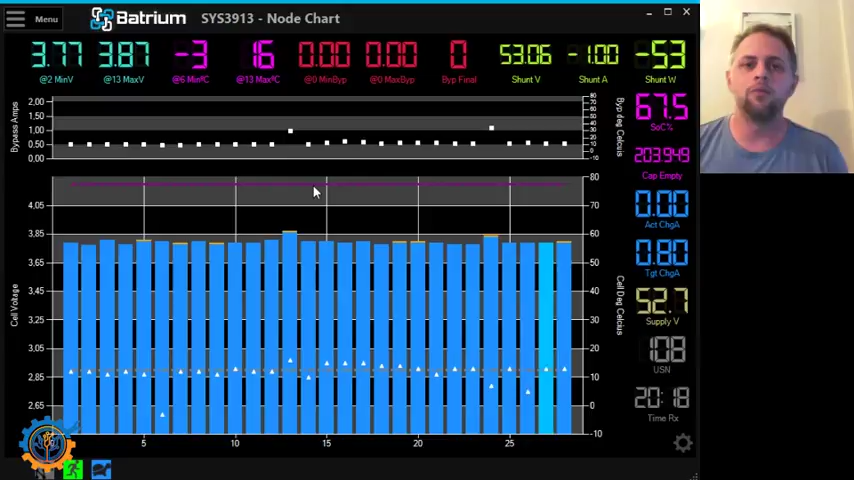 Menu
Batrium
SYS3913 - Node Chart
3.77 3.87 -3 16 0.00 0.00 0 53.06 -1.00 -53
@2 MinV @13 MaxV @6 Min°C @13 Max°C @0 MinByp @0 MaxByp Byp Final Shunt V Shunt A Shunt W
Bypass Amps
2.00
1.50
1.00
0.50
0.00
80
70
60
50
40
30
20
10
0
-10
Byp deg Celcius
67.5
SoC%
203.949
Cap Empty
0.00
Act ChgA
0.80
Tgt ChgA
52.7
Supply V
108
USN
20:18
Time Rx
Cell Voltage
4.05
3.85
3.65
3.45
3.25
3.05
2.85
2.65
80
70
60
50
40
30
20
10
0
-10
Cell Deg Celcius
5 10 15 20 25